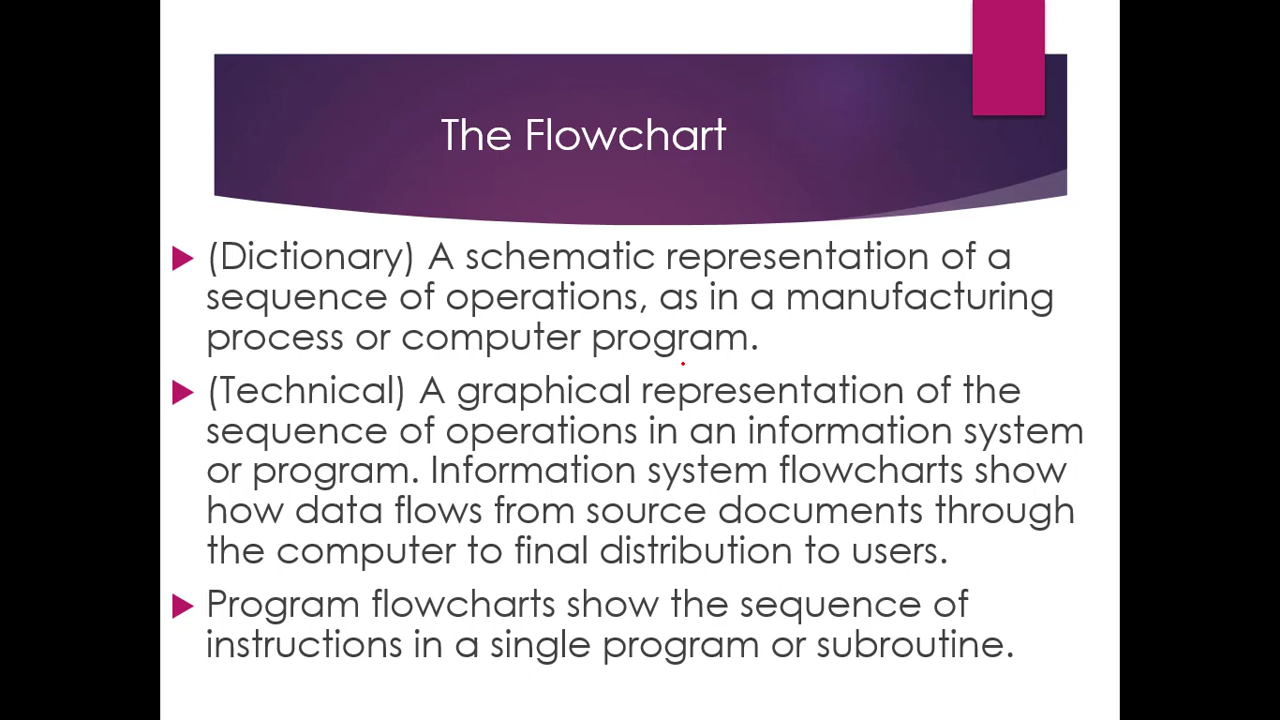 The Flowchart
(Dictionary) A schematic representation of a
sequence of operations, as in a manufacturing
process or computer program.
(Technical) A graphical representation of the
sequence of operations in an information system
or program. Information system flowcharts show
how data flows from source documents through
the computer to final distribution to users.
Program flowcharts show the sequence of
instructions in a single program or subroutine.